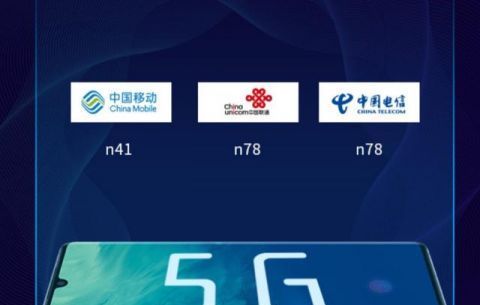 中国移动
China Mobile
China
unicom中国联通
中国电信
CHINA TELECOM
n41
n78
n78
5G